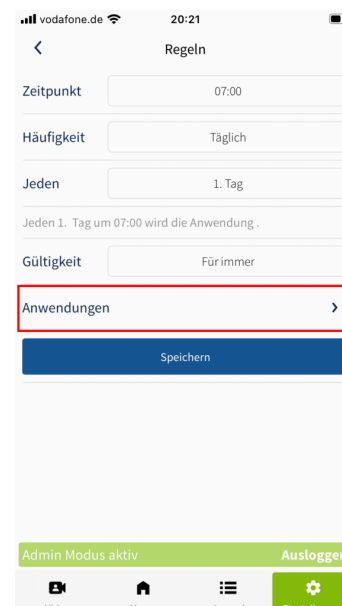 vodafone.de 20:21
Regeln
Zeitpunkt 07:00
Häufigkeit Täglich
Jeden 1. Tag
Jeden 1. Tag um 07:00 wird die Anwendung .
Gültigkeit Für immer
Anwendungen
Speichern
Admin Modus aktiv Auslogge